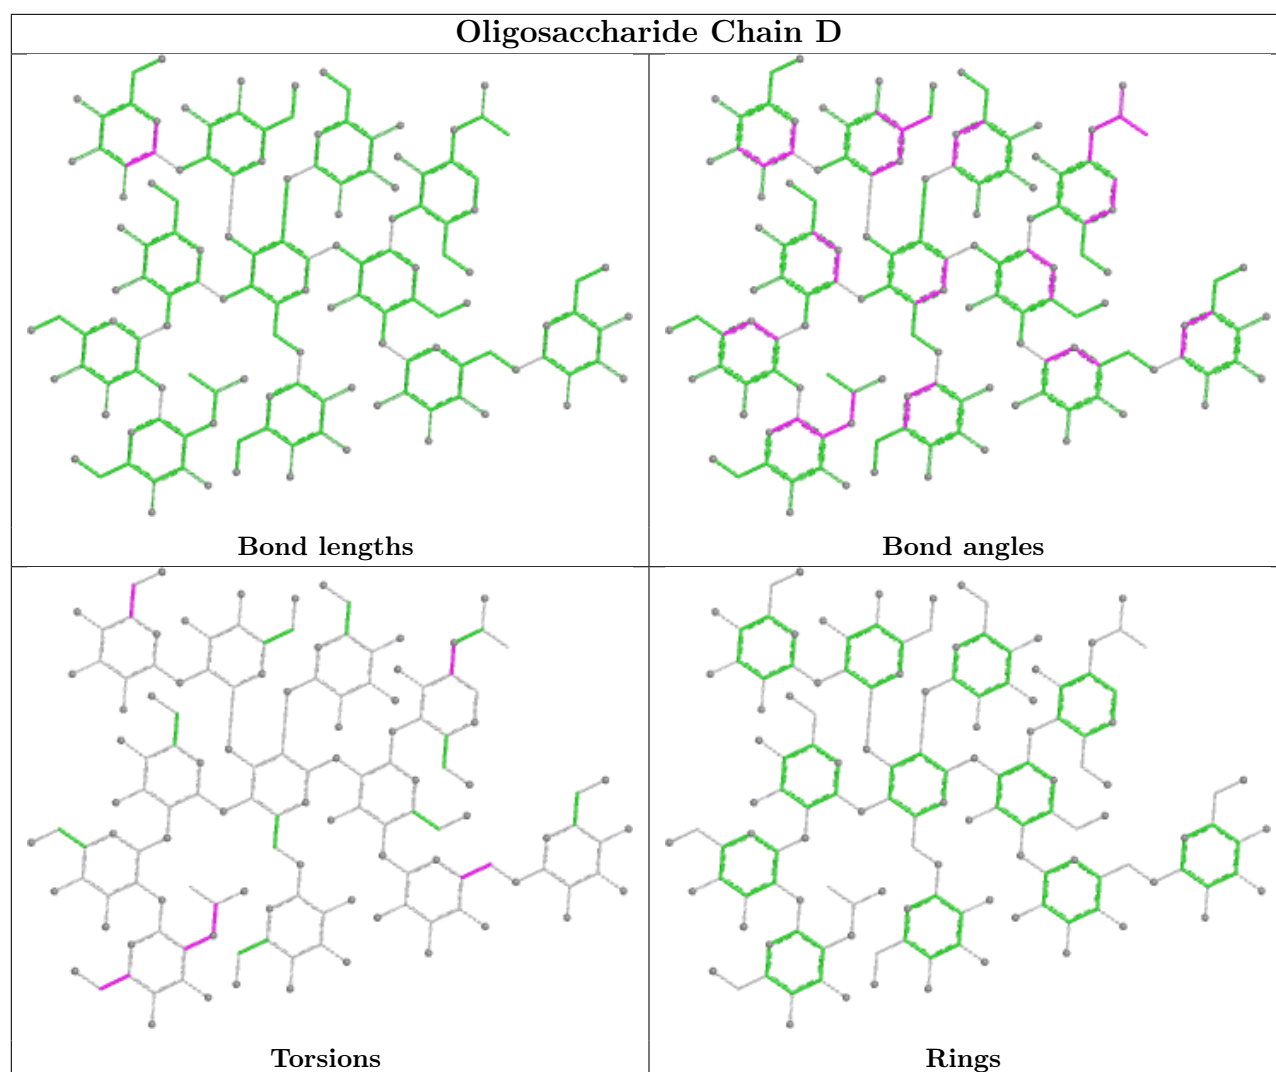 Oligosaccharide Chain D
Bond lengths
Bond angles
Torsions
Rings